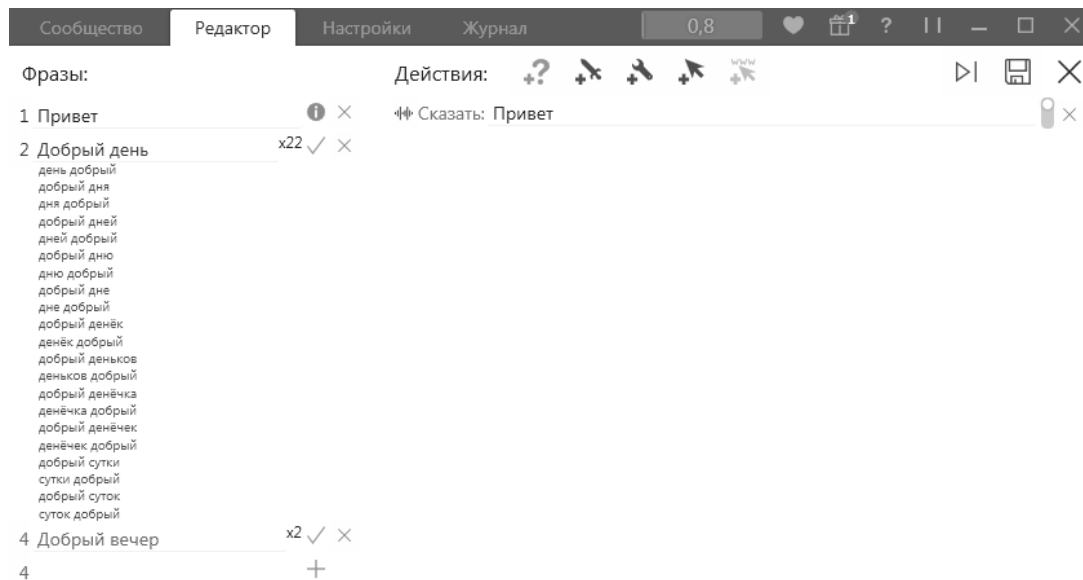 Сообщество Редактор Настройки Журнал 0,8 1 ?
Фразы:
Действия: ? www
1 Привет
Сказать: Привет
2 Добрый день x22
день добрый
добрый дня
дня добрый
добрый дней
дней добрый
добрый дню
дню добрый
добрый дне
дне добрый
добрый денёк
денёк добрый
добрый деньков
деньков добрый
добрый денёчка
денёчка добрый
добрый денёчек
денёчек добрый
добрый сутки
сутки добрый
добрый суток
суток добрый
4 Добрый вечер x2
4